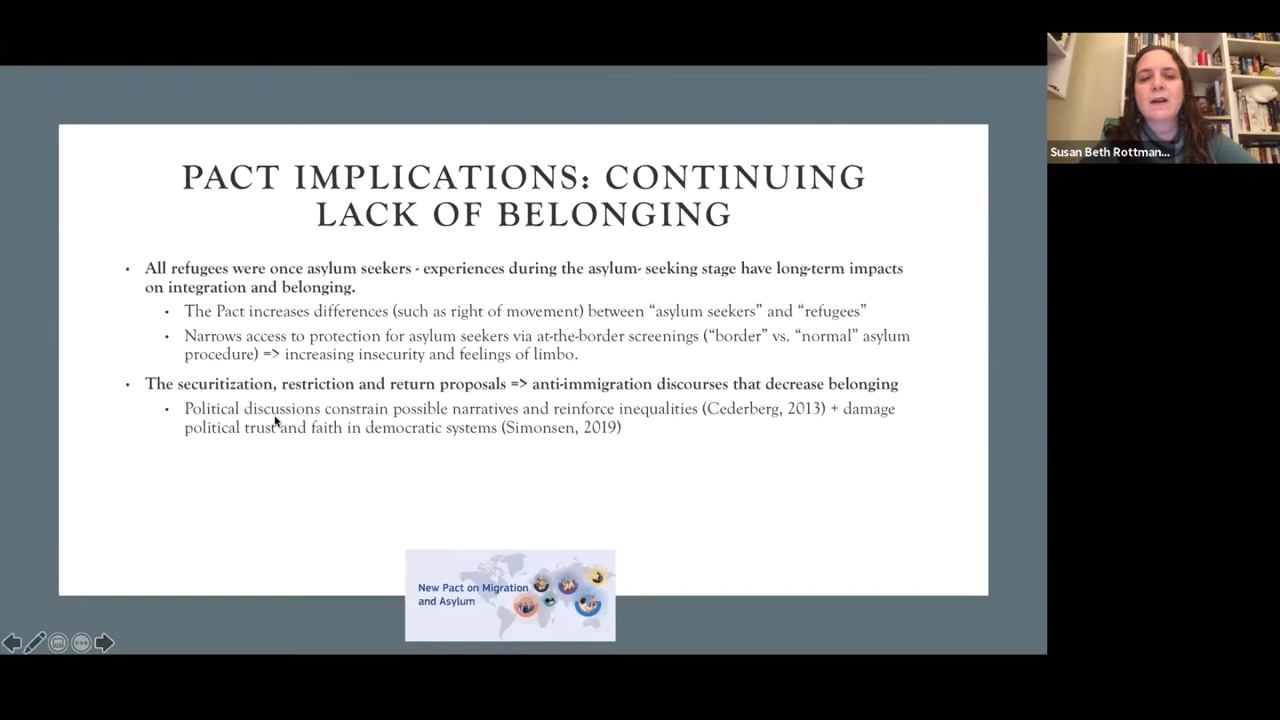 PACT IMPLICATIONS: CONTINUING
LACK OF BELONGING
• All refugees were once asylum seekers - experiences during the asylum- seeking stage have long-term impacts
on integration and belonging.
• The Pact increases differences (such as right of movement) between “asylum seekers” and “refugees”
• Narrows access to protection for asylum seekers via at-the-border screenings (“border” vs. “normal” asylum
procedure) => increasing insecurity and feelings of limbo.
• The securitization, restriction and return proposals => anti-immigration discourses that decrease belonging
• Political discussions constrain possible narratives and reinforce inequalities (Cederberg, 2013) + damage
political trust and faith in democratic systems (Simonsen, 2019)
New Pact on Migration
and Asylum
Susan Beth Rottman...